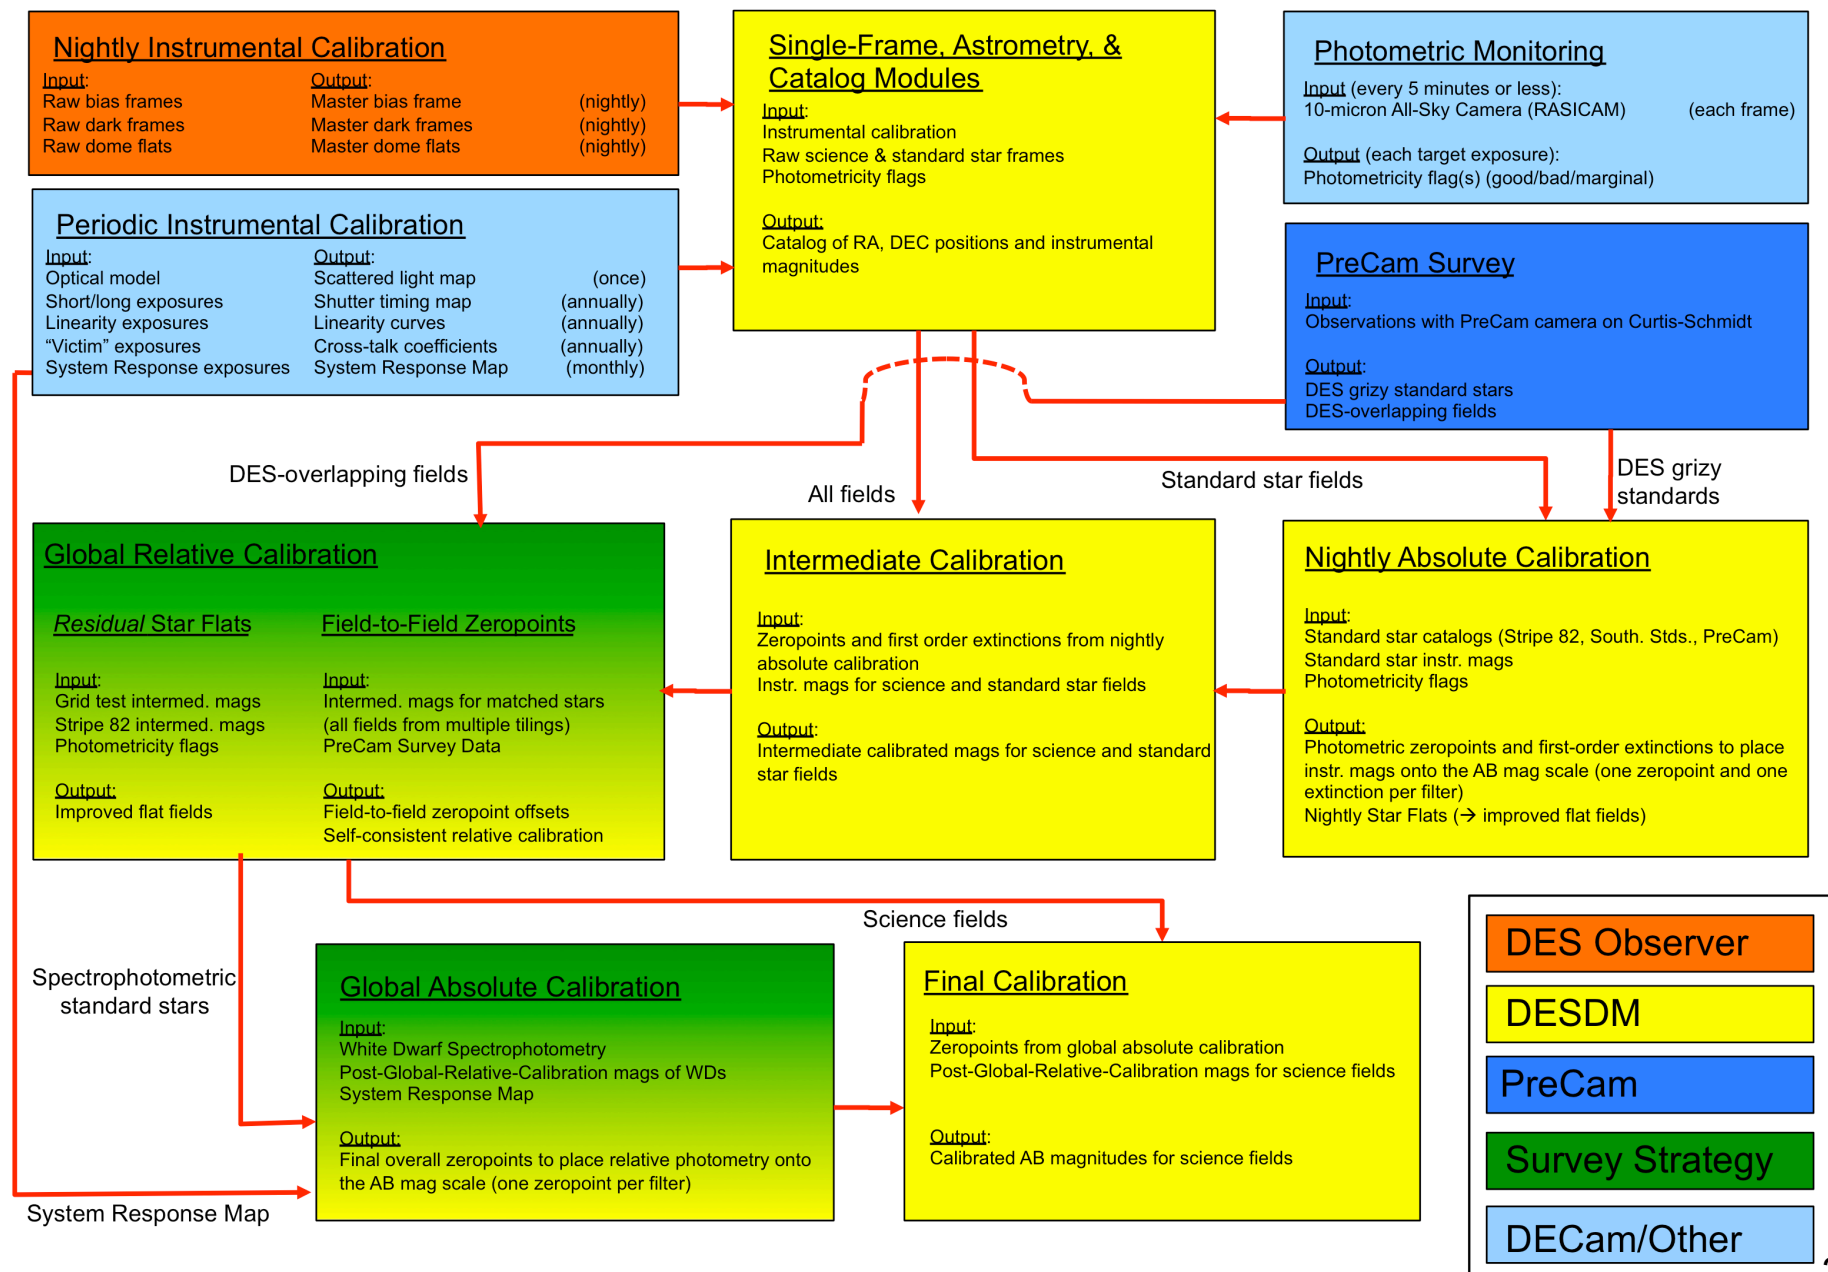 Nightly Instrumental Calibration
Input: Output:
Raw bias frames Master bias frame (nightly)
Raw dark frames Master dark frames (nightly)
Raw dome flats Master dome flats (nightly)
Single-Frame, Astrometry, &
Catalog Modules
Input:
Instrumental calibration
Raw science & standard star frames
Photometricity flags
Output:
Catalog of RA, DEC positions and instrumental
magnitudes
Photometric Monitoring
Input (every 5 minutes or less):
10-micron All-Sky Camera (RASICAM) (each frame)
Output (each target exposure):
Photometricity flag(s) (good/bad/marginal)
Periodic Instrumental Calibration
Input: Output:
Optical model Scattered light map (once)
Short/long exposures Shutter timing map (annually)
Linearity exposures Linearity curves (annually)
“Victim” exposures Cross-talk coefficients (annually)
System Response exposures System Response Map (monthly)
PreCam Survey
Input:
Observations with PreCam camera on Curtis-Schmidt
Output:
DES grizy standard stars
DES-overlapping fields
DES-overlapping fields
All fields
Standard star fields
DES grizy
standards
Global Relative Calibration
Residual Star Flats
Input:
Grid test intermed. mags
Stripe 82 intermed. mags
Photometricity flags
Output:
Improved flat fields
Field-to-Field Zeropoints
Input:
Intermed. mags for matched stars
(all fields from multiple tilings)
PreCam Survey Data
Output:
Field-to-field zeropoint offsets
Self-consistent relative calibration
Intermediate Calibration
Input:
Zeropoints and first order extinctions from nightly
absolute calibration
Instr. mags for science and standard star fields
Output:
Intermediate calibrated mags for science and standard
star fields
Nightly Absolute Calibration
Input:
Standard star catalogs (Stripe 82, South. Stds., PreCam)
Standard star instr. mags
Photometricity flags
Output:
Photometric zeropoints and first-order extinctions to place
instr. mags onto the AB mag scale (one zeropoint and one
extinction per filter)
Nightly Star Flats (→ improved flat fields)
Science fields
Spectrophotometric
standard stars
System Response Map
Global Absolute Calibration
Input:
White Dwarf Spectrophotometry
Post-Global-Relative-Calibration mags of WDs
System Response Map
Output:
Final overall zeropoints to place relative photometry onto
the AB mag scale (one zeropoint per filter)
Final Calibration
Input:
Zeropoints from global absolute calibration
Post-Global-Relative-Calibration mags for science fields
Output:
Calibrated AB magnitudes for science fields
DES Observer
DESDM
PreCam
Survey Strategy
DECam/Other